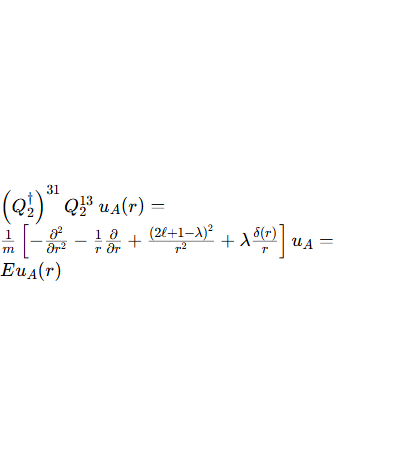 $\left(Q_2^\dagger\right)^{31} Q_2^{13} \, u_A(r) =$
$\frac{1}{m} \left[ -\frac{\partial^2}{\partial r^2} - \frac{1}{r} \frac{\partial}{\partial r} + \frac{(2\ell+1-\lambda)^2}{r^2} + \lambda \frac{\delta(r)}{r} \right] u_A =$
$E u_A(r)$